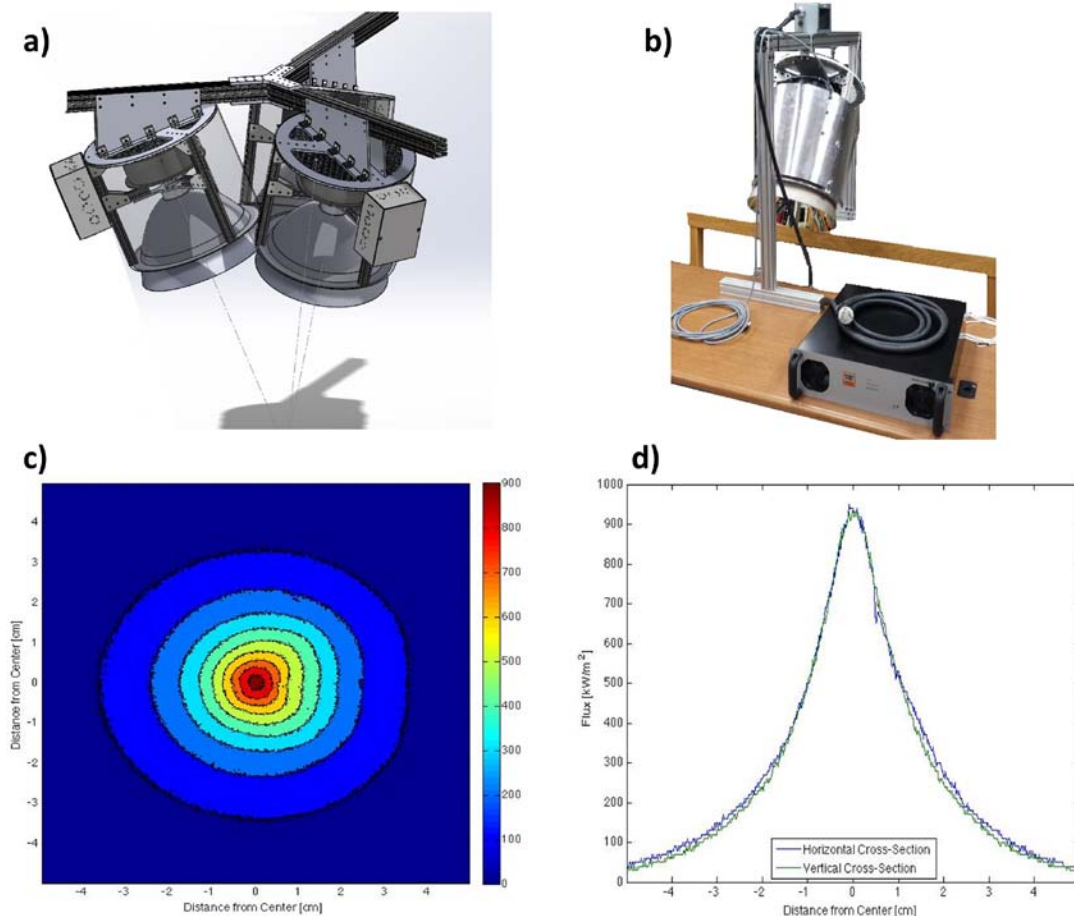 a)
b)
c)
4
3
2
1
0
-1
-2
-3
-4
Distance from Center [cm]
-4 -3 -2 -1 0 1 2 3 4
Distance from Center [cm]
900
800
700
600
500
400
300
200
100
0
d)
1000
900
800
700
600
500
400
300
200
100
0
Flux [kW/m²]
-4 -3 -2 -1 0 1 2 3 4
Distance from Center [cm]
Horizontal Cross-Section
Vertical Cross-Section